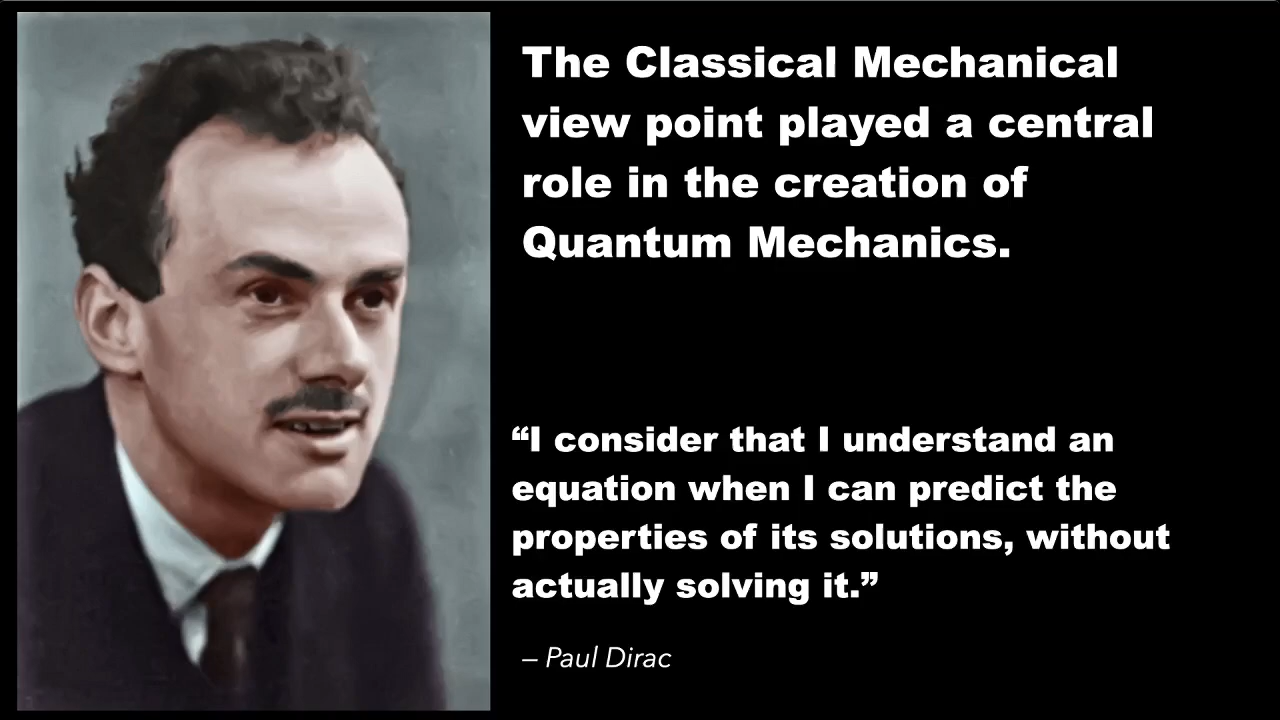 The Classical Mechanical
view point played a central
role in the creation of
Quantum Mechanics.
“I consider that I understand an
equation when I can predict the
properties of its solutions, without
actually solving it.”
– Paul Dirac